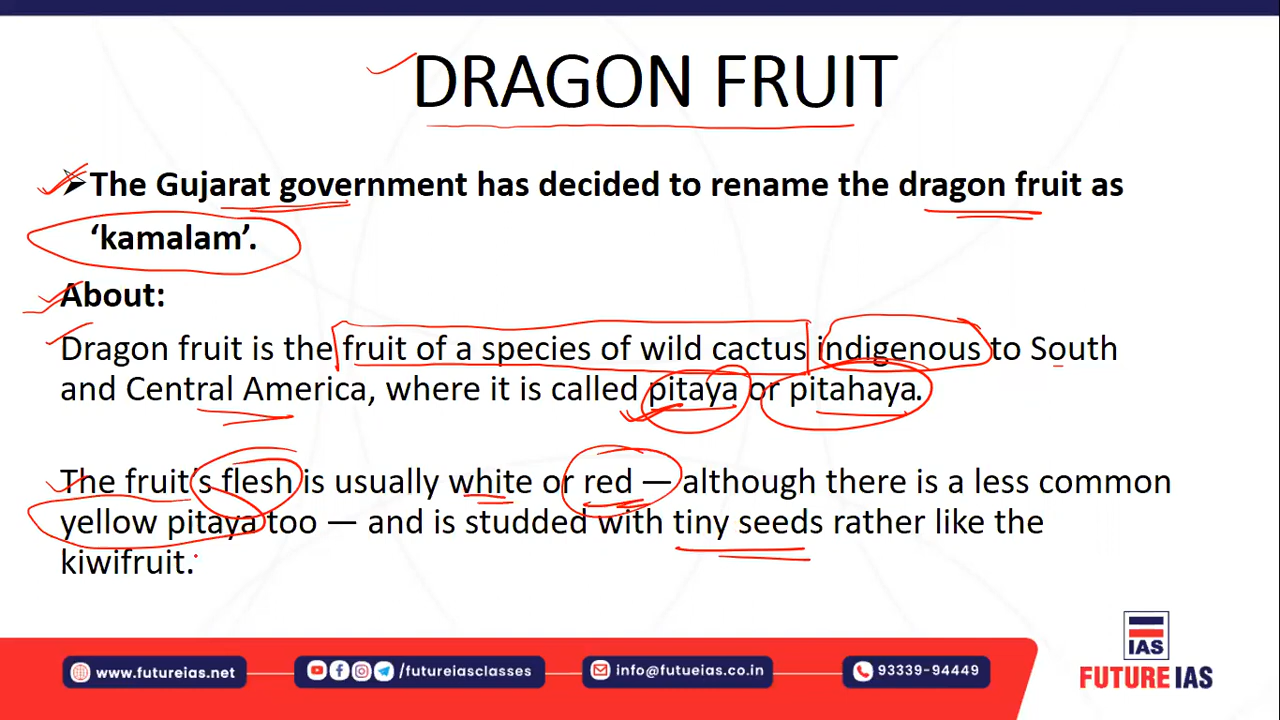 DRAGON FRUIT
➢The Gujarat government has decided to rename the dragon fruit as
‘kamalam’.
About:
Dragon fruit is the fruit of a species of wild cactus indigenous to South
and Central America, where it is called pitaya or pitahaya.
The fruit’s flesh is usually white or red — although there is a less common
yellow pitaya too — and is studded with tiny seeds rather like the
kiwifruit.
IAS
FUTURE IAS
www.futureias.net
/futureiasclasses
info@futueias.co.in
93339-94449